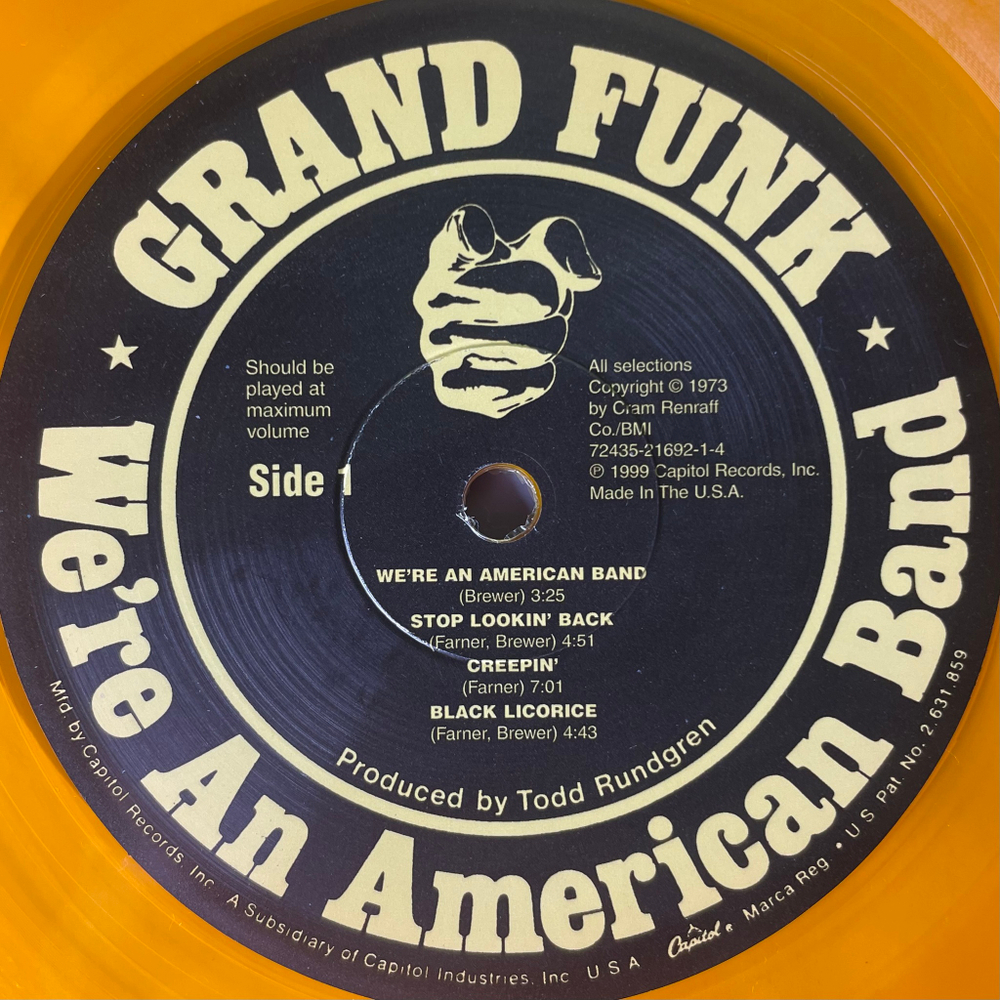 GRAND FUNK
Should be
played at
maximum
volume
Side 1
All selections
Copyright © 1973
by Cram Renraff
Co./BMI
72435-21692-1-4
℗ 1999 Capitol Records, Inc.
Made In The U.S.A.
WE'RE AN AMERICAN BAND
(Brewer) 3:25
STOP LOOKIN' BACK
(Farner, Brewer) 4:51
CREEPIN'
(Farner) 7:01
BLACK LICORICE
(Farner, Brewer) 4:43
Produced by Todd Rundgren
We're An American Band
Mfd. by Capitol Records, Inc. A Subsidiary of Capitol Industries, Inc U S A Capitol ® Marca Reg • U S Pat. No. 2.631.859